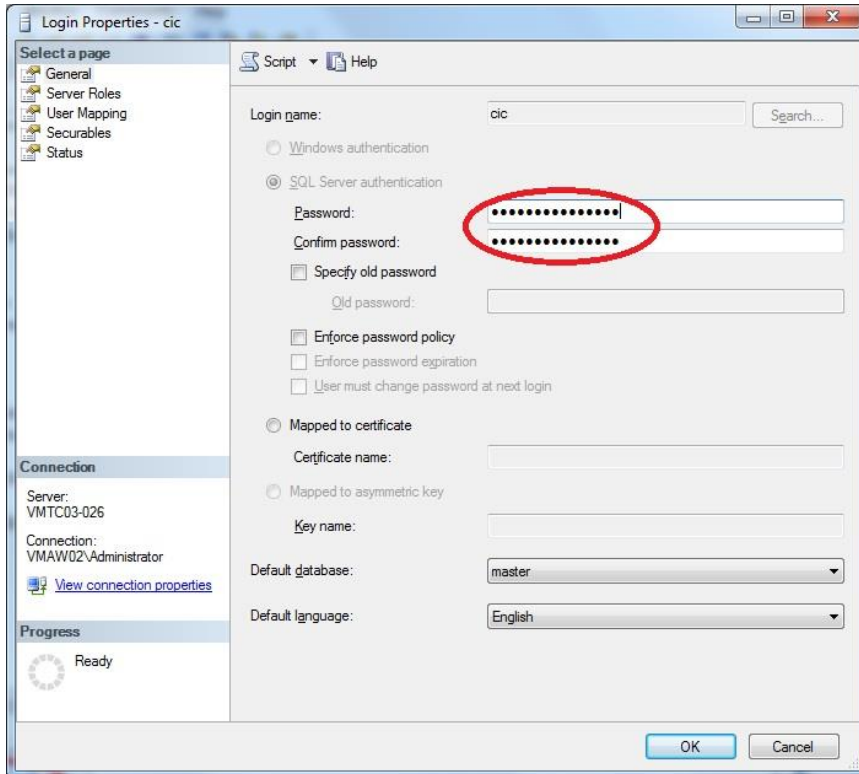 Login Properties - cic
Select a page
General
Server Roles
User Mapping
Securables
Status
Script Help
Login name: cic Search...
Windows authentication
SQL Server authentication
Password: •••••••••••••••
Confirm password: •••••••••••••••
Specify old password
Old password:
Enforce password policy
Enforce password expiration
User must change password at next login
Mapped to certificate
Certificate name:
Mapped to asymmetric key
Key name:
Default database: master
Default language: English
Connection
Server:
VMTC03-026
Connection:
VMAW02\Administrator
View connection properties
Progress
Ready
OK Cancel